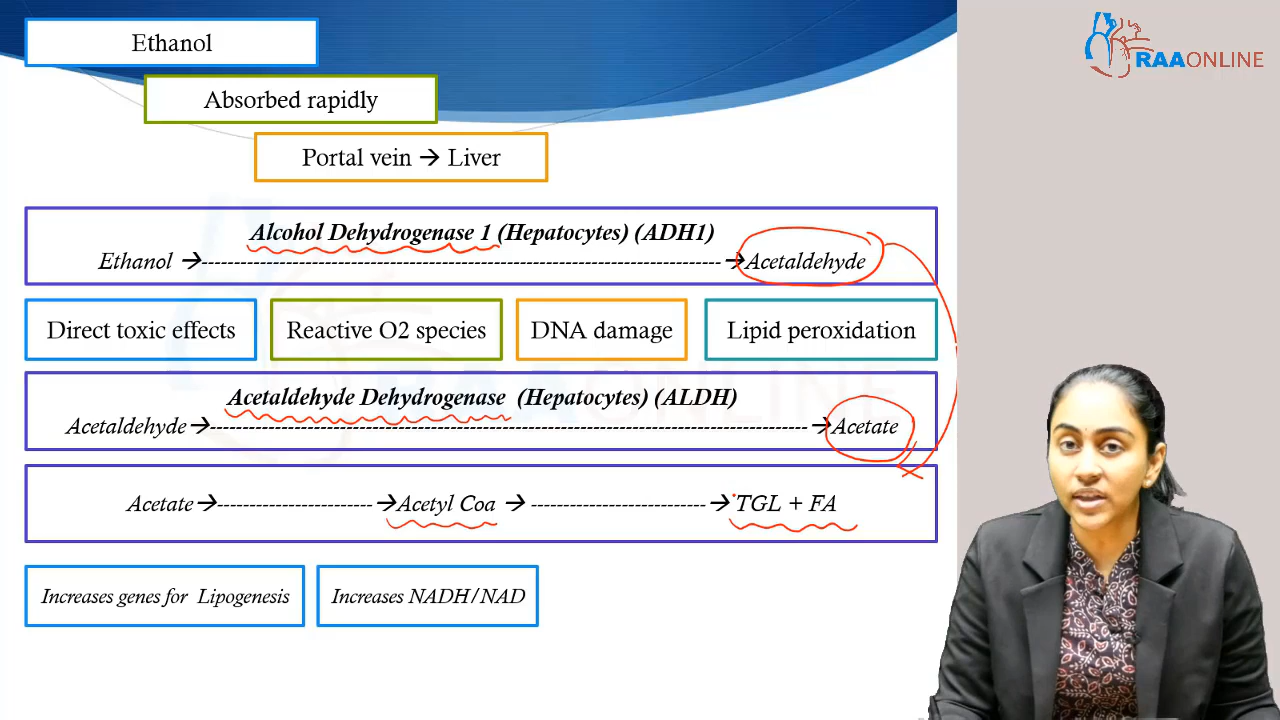 Ethanol
RAAONLINE
Absorbed rapidly
Portal vein → Liver
Alcohol Dehydrogenase 1 (Hepatocytes) (ADH1)
Ethanol →--------------------------------------------------------------------------------→Acetaldehyde
Direct toxic effects
Reactive O2 species
DNA damage
Lipid peroxidation
Acetaldehyde Dehydrogenase (Hepatocytes) (ALDH)
Acetaldehyde→--------------------------------------------------------------------------------------------→Acetate
Acetate→------------------------→Acetyl Coa → ---------------------------→TGL + FA
Increases genes for Lipogenesis
Increases NADH/NAD
RAAONLINE